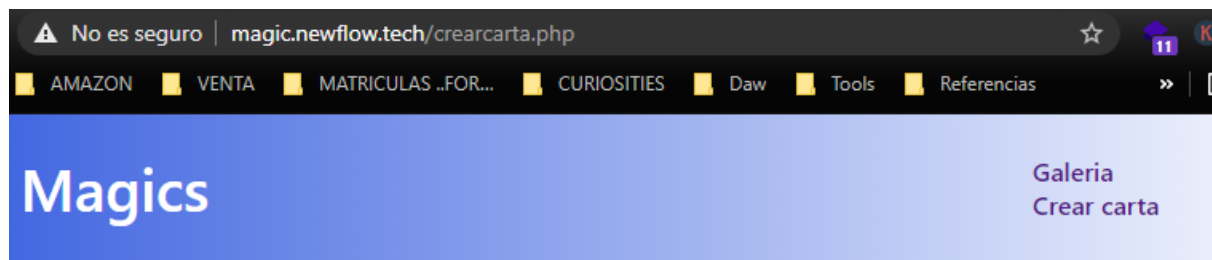 No es seguro | magic.newflow.tech/crearcarta.php
11
K
AMAZON VENTA MATRICULAS ..FOR... CURIOSITIES Daw Tools Referencias »
Magics
Galeria
Crear carta